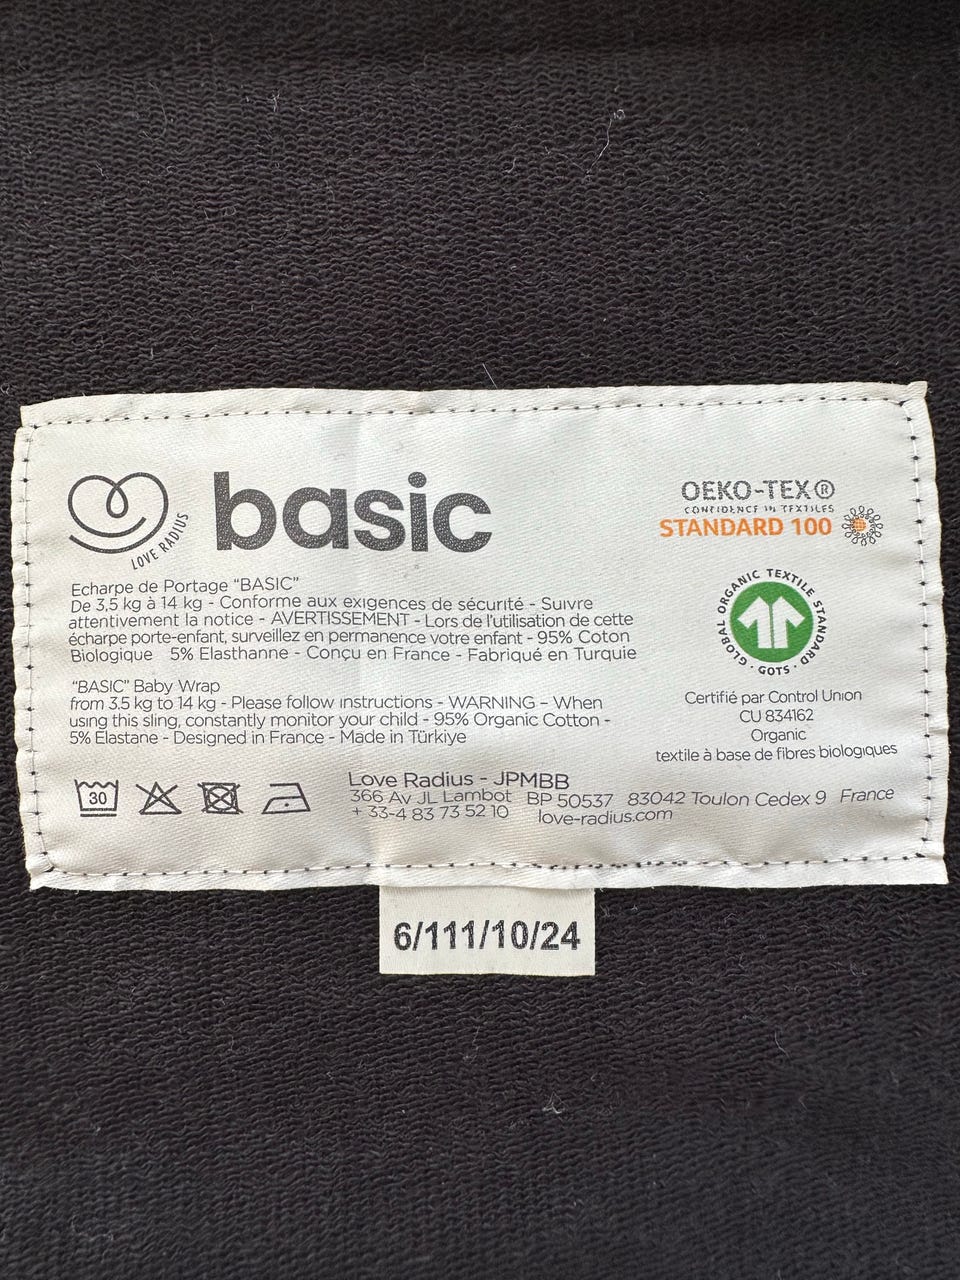 basic
LOVE RADIUS
OEKO-TEX®
CONFIDENCE IN TEXTILES
STANDARD 100
Echarpe de Portage “BASIC”
De 3,5 kg à 14 kg - Conforme aux exigences de sécurité - Suivre
attentivement la notice - AVERTISSEMENT - Lors de l'utilisation de cette
écharpe porte-enfant, surveillez en permanence votre enfant - 95% Coton
Biologique 5% Elasthanne - Conçu en France - Fabriqué en Turquie
“BASIC” Baby Wrap
from 3.5 kg to 14 kg - Please follow instructions - WARNING - When
using this sling, constantly monitor your child - 95% Organic Cotton -
5% Elastane - Designed in France - Made in Türkiye
GLOBAL ORGANIC TEXTILE STANDARD · GOTS ·
Certifié par Control Union
CU 834162
Organic
textile à base de fibres biologiques
30
Love Radius - JPMBB
366 Av JL Lambot BP 50537 83042 Toulon Cedex 9 France
+ 33-4 83 73 52 10 love-radius.com
6/111/10/24